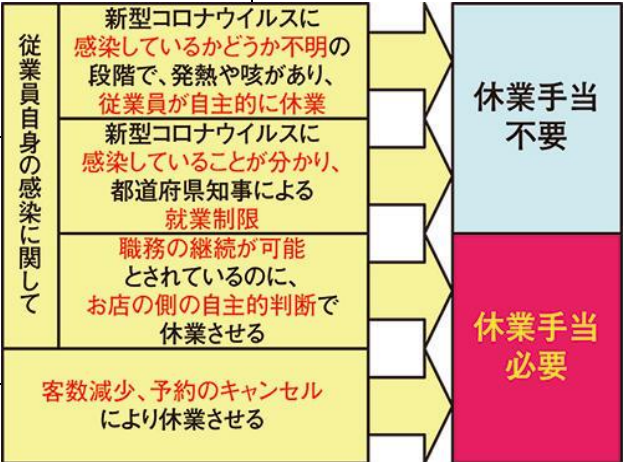 従業員自身の感染に関して
新型コロナウイルスに
感染しているかどうか不明の
段階で、発熱や咳があり、
従業員が自主的に休業
新型コロナウイルスに
感染していることが分かり、
都道府県知事による
就業制限
職務の継続が可能
とされているのに、
お店の側の自主的判断で
休業させる
客数減少、予約のキャンセル
により休業させる
休業手当
不要
休業手当
必要